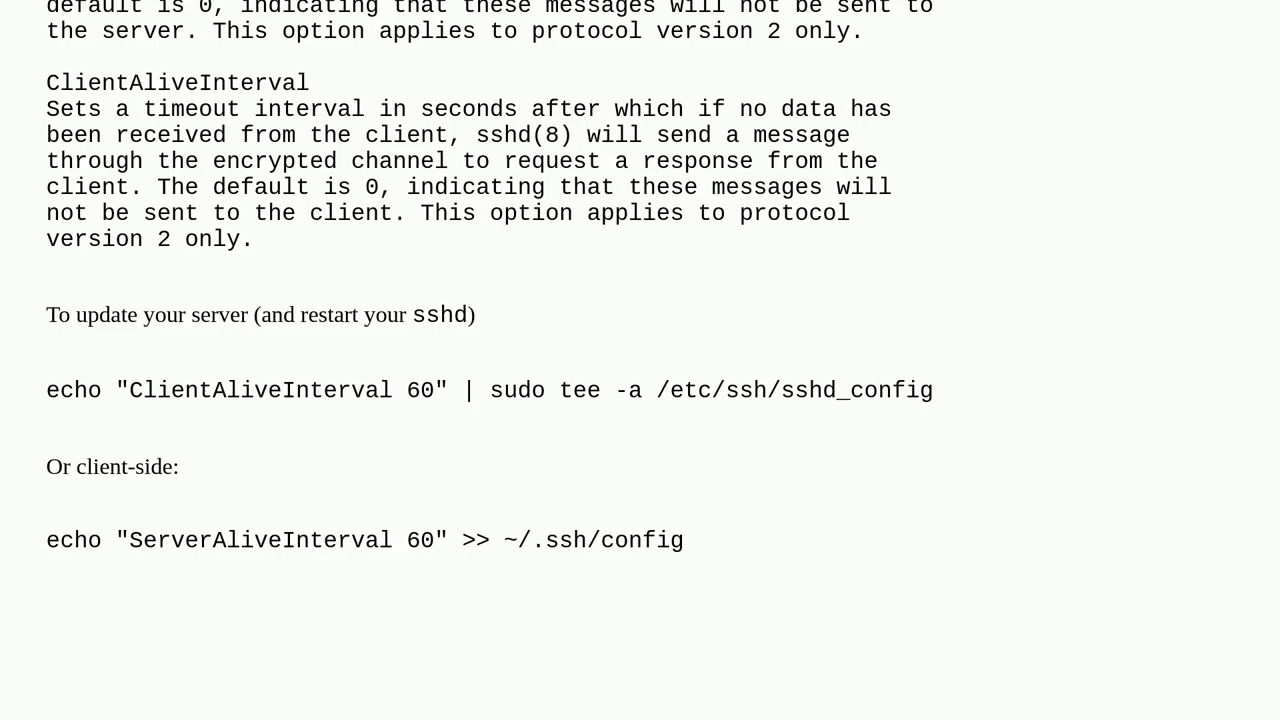 default is 0, indicating that these messages will not be sent to
the server. This option applies to protocol version 2 only.
ClientAliveInterval
Sets a timeout interval in seconds after which if no data has
been received from the client, sshd(8) will send a message
through the encrypted channel to request a response from the
client. The default is 0, indicating that these messages will
not be sent to the client. This option applies to protocol
version 2 only.
To update your server (and restart your sshd)
echo "ClientAliveInterval 60" | sudo tee -a /etc/ssh/sshd_config
Or client-side:
echo "ServerAliveInterval 60" >> ~/.ssh/config